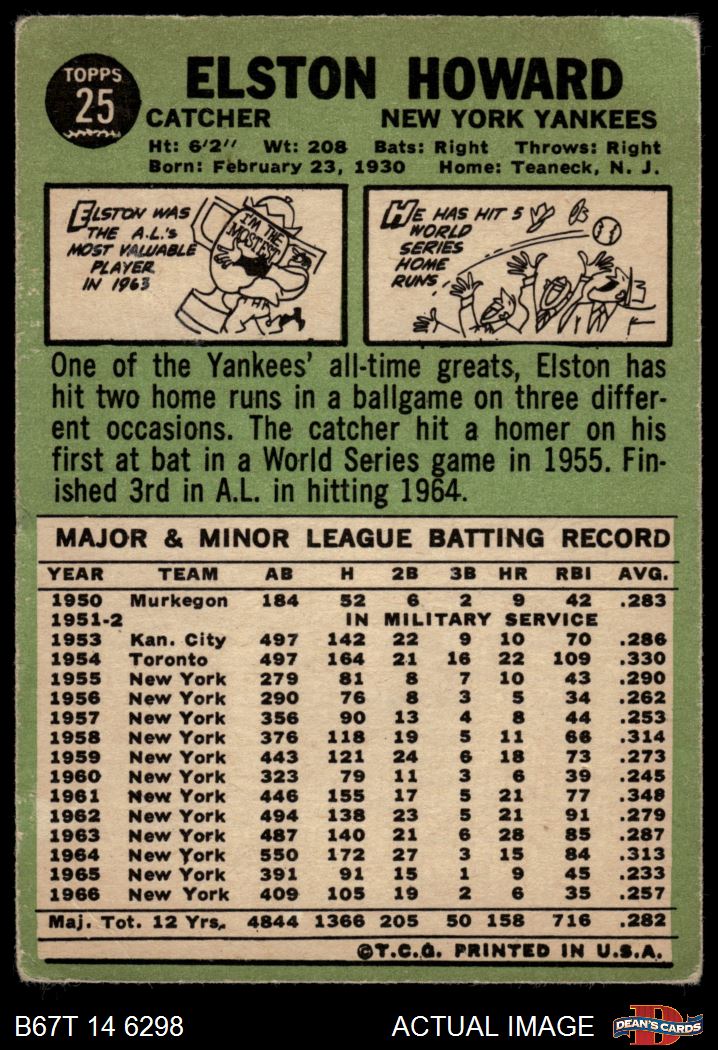 TOPPS
25
ELSTON HOWARD
CATCHER NEW YORK YANKEES
Ht: 6'2" Wt: 208 Bats: Right Throws: Right
Born: February 23, 1930 Home: Teaneck, N. J.
ELSTON WAS
THE A.L.'s
MOST VALUABLE
PLAYER
IN 1963
I'M THE
MOSTEST
HE HAS HIT 5
WORLD
SERIES
HOME
RUNS.
One of the Yankees' all-time greats, Elston has
hit two home runs in a ballgame on three differ-
ent occasions. The catcher hit a homer on his
first at bat in a World Series game in 1955. Fin-
ished 3rd in A.L. in hitting 1964.
MAJOR & MINOR LEAGUE BATTING RECORD
YEAR TEAM AB H 2B 3B HR RBI AVG.
1950 Murkegon 184 52 6 2 9 42 .283
1951-2 IN MILITARY SERVICE
1953 Kan. City 497 142 22 9 10 70 .286
1954 Toronto 497 164 21 16 22 109 .330
1955 New York 279 81 8 7 10 43 .290
1956 New York 290 76 8 3 5 34 .262
1957 New York 356 90 13 4 8 44 .253
1958 New York 376 118 19 5 11 66 .314
1959 New York 443 121 24 6 18 73 .273
1960 New York 323 79 11 3 6 39 .245
1961 New York 446 155 17 5 21 77 .348
1962 New York 494 138 23 5 21 91 .279
1963 New York 487 140 21 6 28 85 .287
1964 New York 550 172 27 3 15 84 .313
1965 New York 391 91 15 1 9 45 .233
1966 New York 409 105 19 2 6 35 .257
Maj. Tot. 12 Yrs. 4844 1366 205 50 158 716 .282
©T.C.G. PRINTED IN U.S.A.
B67T 14 6298 ACTUAL IMAGE
D
DEAN'S CARDS